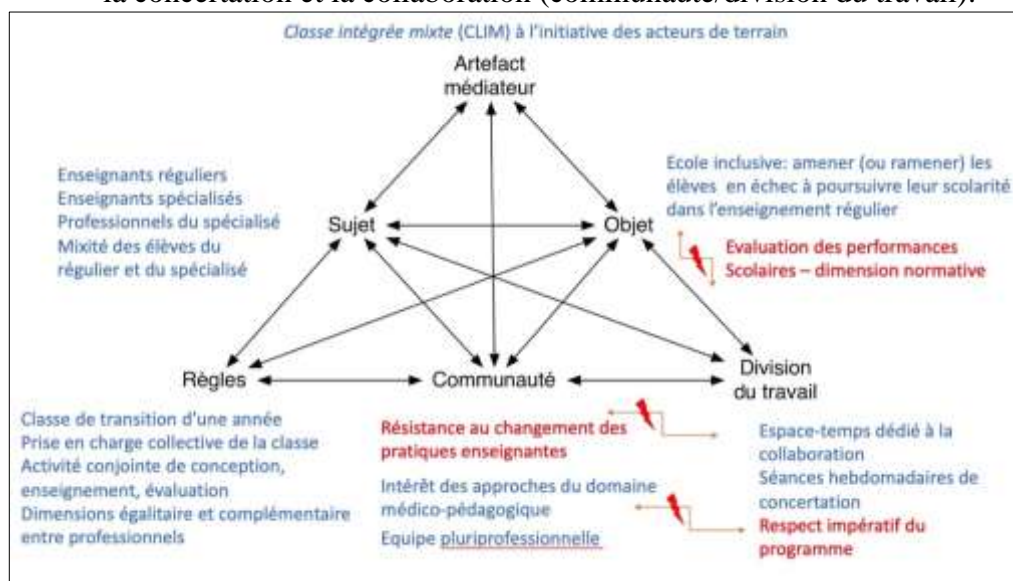 la concertation et la collaboration (communauté/division du travail).
Classe intégrée mixte (CLIM) à l'initiative des acteurs de terrain
Artefact
médiateur
Enseignants réguliers
Enseignants spécialisés
Professionnels du spécialisé
Mixité des élèves du
régulier et du spécialisé
Sujet
Objet
Ecole inclusive: amener (ou ramener) les
élèves en échec à poursuivre leur scolarité
dans l'enseignement régulier
Evaluation des performances
Scolaires – dimension normative
Règles
Communauté
Division
du travail
Classe de transition d'une année
Prise en charge collective de la classe
Activité conjointe de conception,
enseignement, évaluation
Dimensions égalitaire et complémentaire
entre professionnels
Résistance au changement des
pratiques enseignantes
Intérêt des approches du domaine
médico-pédagogique
Equipe pluriprofessionnelle
Espace-temps dédié à la
collaboration
Séances hebdomadaires de
concertation
Respect impératif du
programme